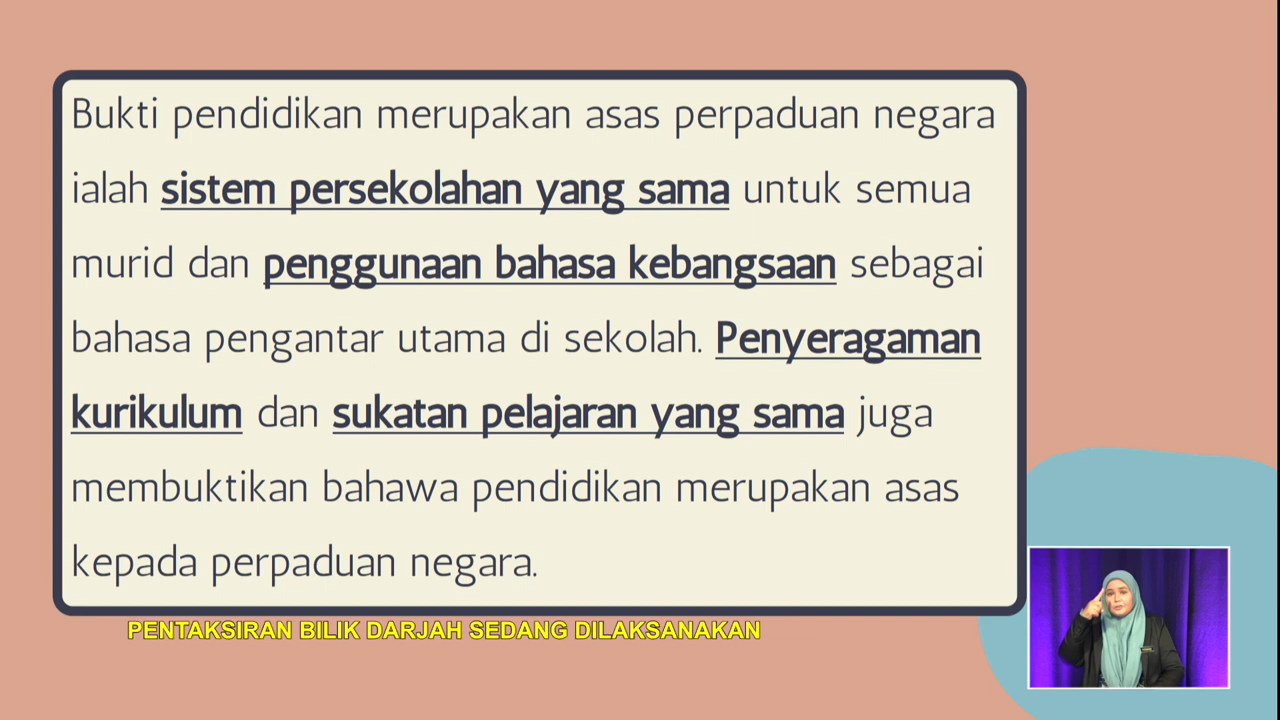 Bukti pendidikan merupakan asas perpaduan negara
ialah sistem persekolahan yang sama untuk semua
murid dan penggunaan bahasa kebangsaan sebagai
bahasa pengantar utama di sekolah. Penyeragaman
kurikulum dan sukatan pelajaran yang sama juga
membuktikan bahawa pendidikan merupakan asas
kepada perpaduan negara.
PENTAKSIRAN BILIK DARJAH SEDANG DILAKSANAKAN